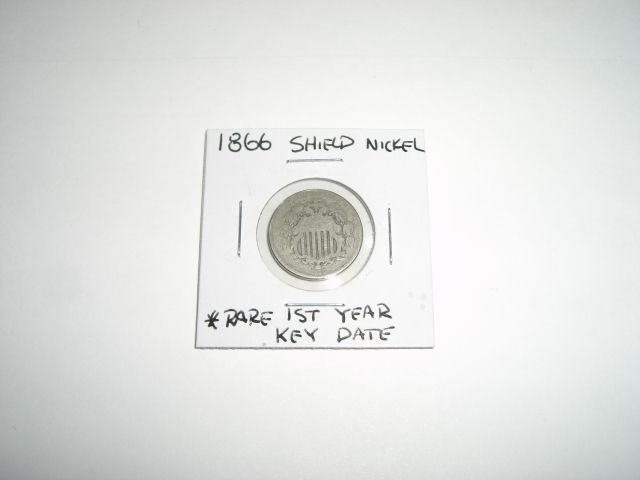 1866 SHIELD NICKEL
*RARE 1ST YEAR
KEY DATE